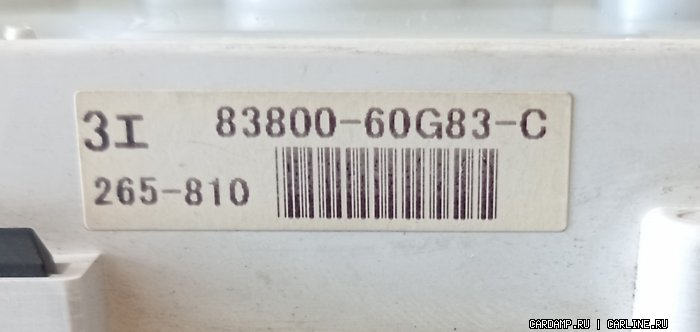 3I 83800-60G83-C
265-810
CARDAMP.RU | CARLINE.RU